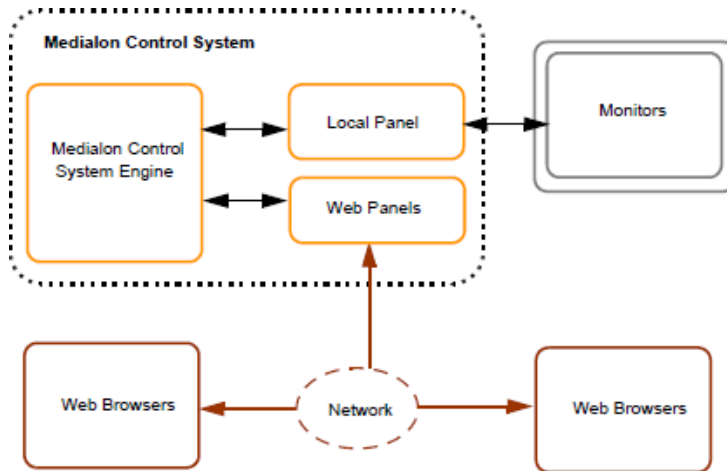 Medialon Control System
Medialon Control
System Engine
Local Panel
Monitors
Web Panels
Web Browsers
Network
Web Browsers